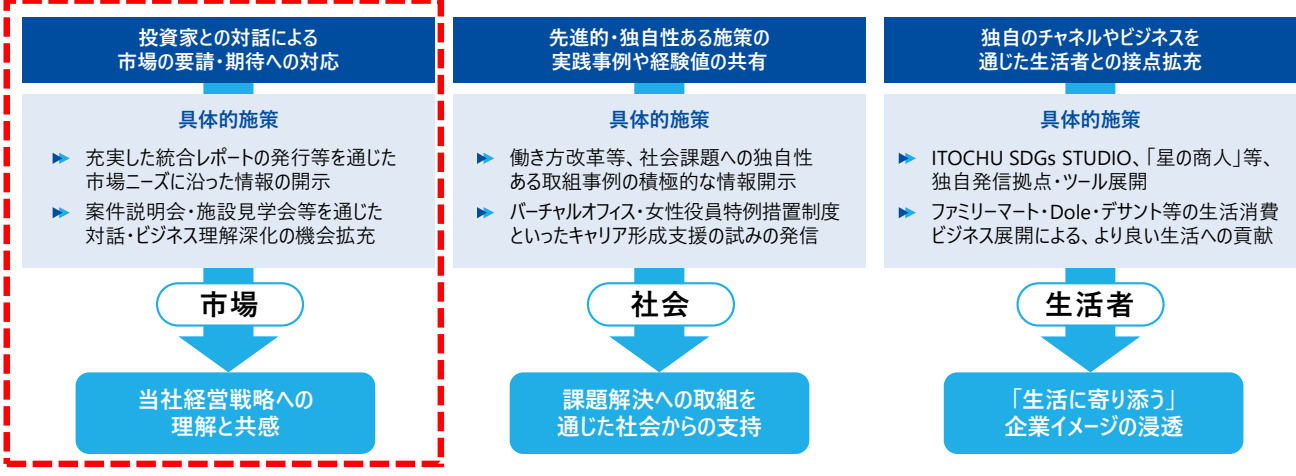 投資家との対話による
市場の要請・期待への対応
具体的施策
充実した統合レポートの発行等を通じた
市場ニーズに沿った情報の開示
案件説明会・施設見学会等を通じた
対話・ビジネス理解深化の機会拡充
市場
当社経営戦略への
理解と共感
先進的・独自性ある施策の
実践事例や経験値の共有
具体的施策
働き方改革等、社会課題への独自性
ある取組事例の積極的な情報開示
バーチャルオフィス・女性役員特例措置制度
といったキャリア形成支援の試みの発信
社会
課題解決への取組を
通じた社会からの支持
独自のチャネルやビジネスを
通じた生活者との接点拡充
具体的施策
ITOCHU SDGs STUDIO、「星の商人」等、
独自発信拠点・ツール展開
ファミリーマート・Dole・デサント等の生活消費
ビジネス展開による、より良い生活への貢献
生活者
「生活に寄り添う」
企業イメージの浸透